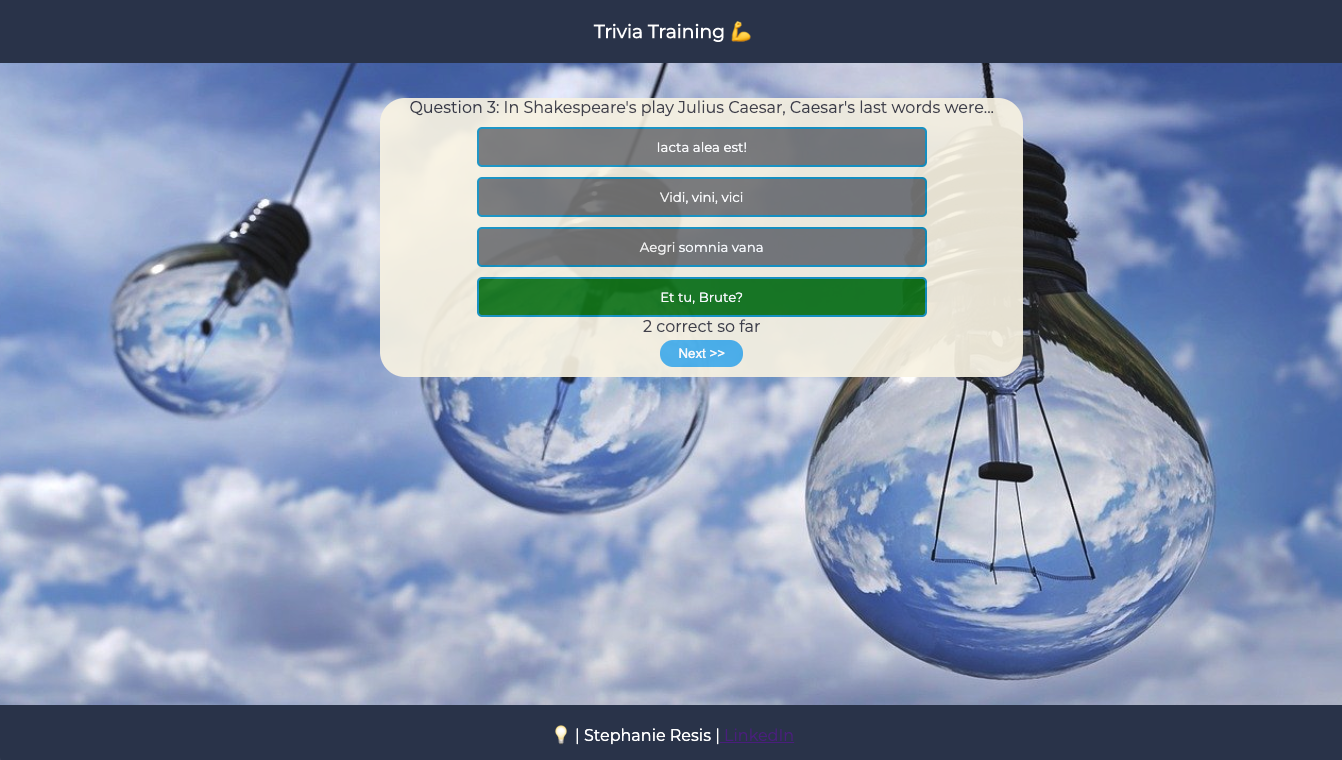 Trivia Training 💪
Question 3: In Shakespeare's play Julius Caesar, Caesar's last words were...
Iacta alea est!
Vidi, vini, vici
Aegri somnia vana
Et tu, Brute?
2 correct so far
Next >>
💡 | Stephanie Resis | LinkedIn